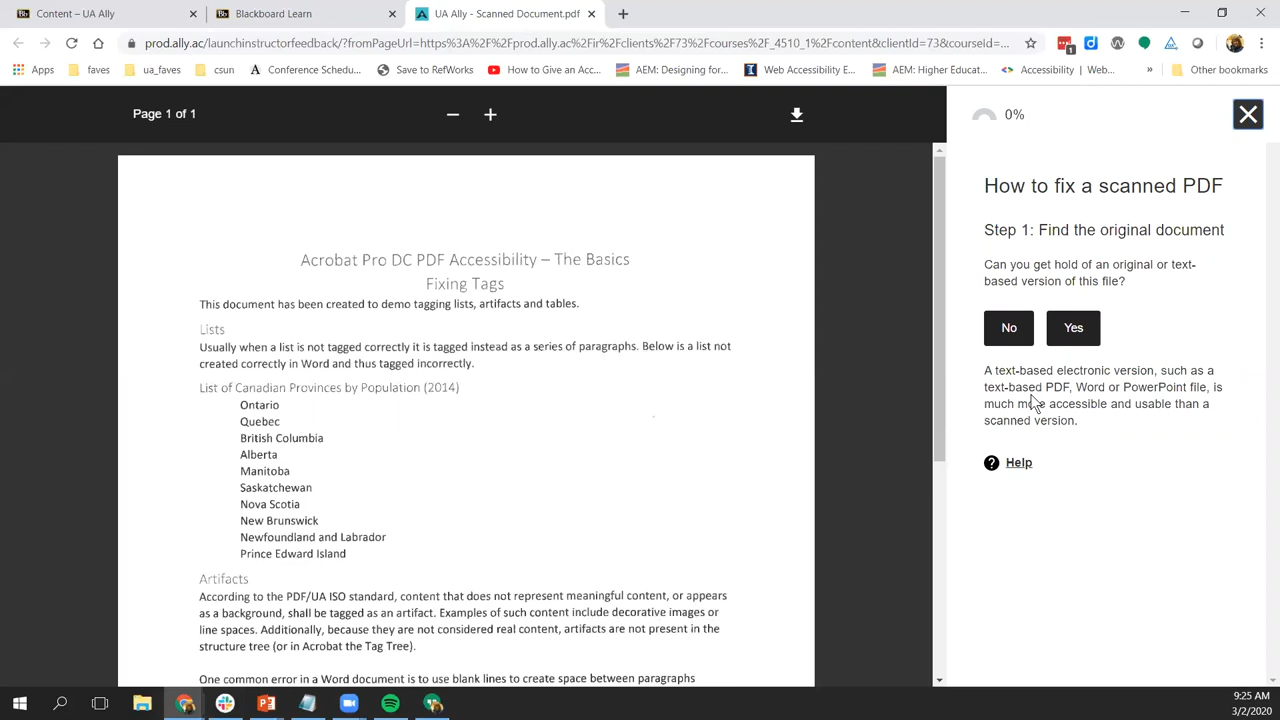 Content – UA Ally
Blackboard Learn
UA Ally - Scanned Document.pdf
prod.ally.ac/launchinstructorfeedback/?fromPageUrl=https%3A%2F%2Fprod.ally.ac%2Fir%2Fclients%2F73%2Fcourses%2F_4510_1%2Fcontent&clientId=73&courseId=...
Apps
faves
ua_faves
csun
Conference Schedu...
Save to RefWorks
How to Give an Acc...
AEM: Designing for...
Web Accessibility E...
AEM: Higher Educat...
Accessibility | Web...
»
Other bookmarks
Page 1 of 1
0%
Acrobat Pro DC PDF Accessibility – The Basics
Fixing Tags
This document has been created to demo tagging lists, artifacts and tables.
Lists
Usually when a list is not tagged correctly it is tagged instead as a series of paragraphs. Below is a list not
created correctly in Word and thus tagged incorrectly.
List of Canadian Provinces by Population (2014)
Ontario
Quebec
British Columbia
Alberta
Manitoba
Saskatchewan
Nova Scotia
New Brunswick
Newfoundland and Labrador
Prince Edward Island
Artifacts
According to the PDF/UA ISO standard, content that does not represent meaningful content, or appears
as a background, shall be tagged as an artifact. Examples of such content include decorative images or
line spaces. Additionally, because they are not considered real content, artifacts are not present in the
structure tree (or in Acrobat the Tag Tree).
One common error in a Word document is to use blank lines to create space between paragraphs
How to fix a scanned PDF
Step 1: Find the original document
Can you get hold of an original or text-
based version of this file?
No
Yes
A text-based electronic version, such as a
text-based PDF, Word or PowerPoint file, is
much more accessible and usable than a
scanned version.
Help
9:25 AM
3/2/2020